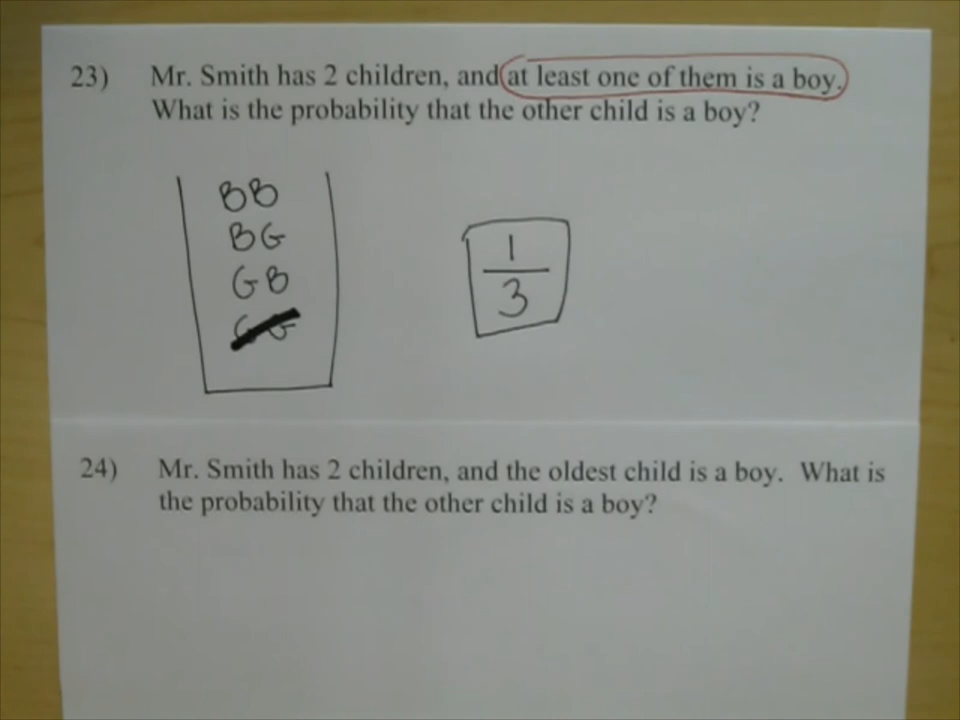 23) Mr. Smith has 2 children, and at least one of them is a boy.
What is the probability that the other child is a boy?
BB
BG
GB
GG
1
3
24) Mr. Smith has 2 children, and the oldest child is a boy. What is
the probability that the other child is a boy?